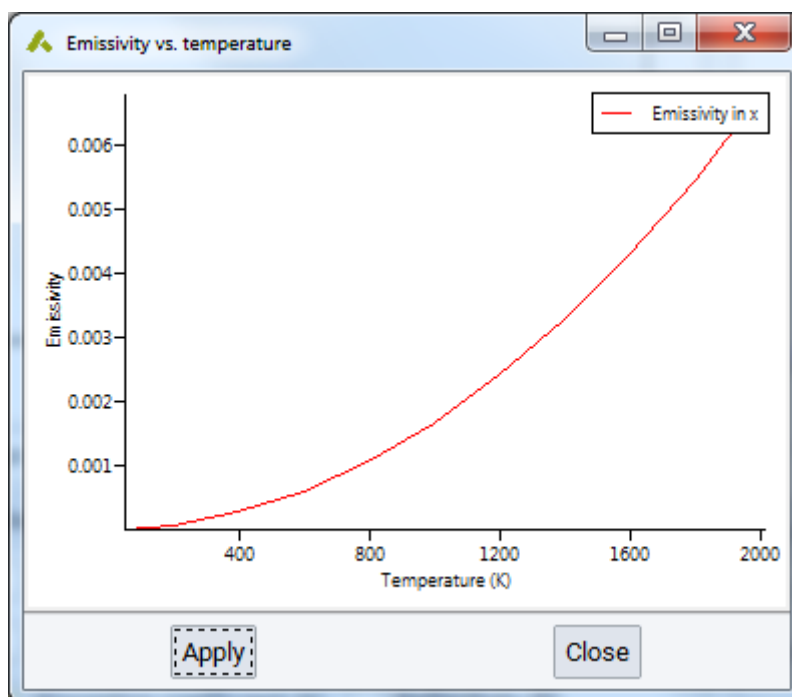 Emissivity vs. temperature
Emissivity in x
0.006
0.005
0.004
0.003
0.002
0.001
Emissivity
400 800 1200 1600 2000
Temperature (K)
Apply Close